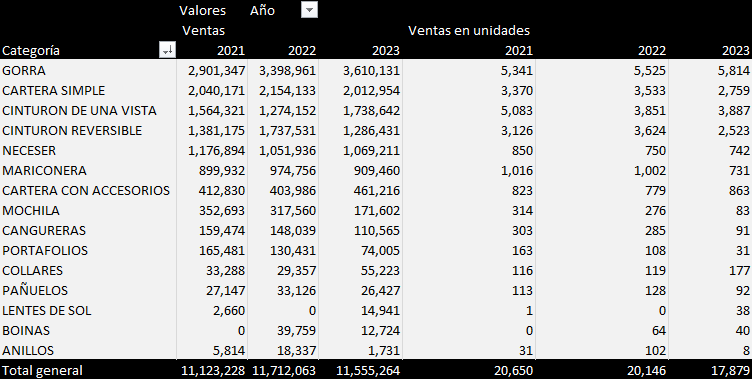 Valores Año
Ventas Ventas en unidades
Categoría 2021 2022 2023 2021 2022 2023
GORRA 2,901,347 3,398,961 3,610,131 5,341 5,525 5,814
CARTERA SIMPLE 2,040,171 2,154,133 2,012,954 3,370 3,533 2,759
CINTURON DE UNA VISTA 1,564,321 1,274,152 1,738,642 5,083 3,851 3,887
CINTURON REVERSIBLE 1,381,175 1,737,531 1,286,431 3,126 3,624 2,523
NECESER 1,176,894 1,051,936 1,069,211 850 750 742
MARICONERA 899,932 974,756 909,460 1,016 1,002 731
CARTERA CON ACCESORIOS 412,830 403,986 461,216 823 779 863
MOCHILA 352,693 317,560 171,602 314 276 83
CANGURERAS 159,474 148,039 110,565 303 285 91
PORTAFOLIOS 165,481 130,431 74,005 163 108 31
COLLARES 33,288 29,357 55,223 116 119 177
PAÑUELOS 27,147 33,126 26,427 113 128 92
LENTES DE SOL 2,660 0 14,941 1 0 38
BOINAS 0 39,759 12,724 0 64 40
ANILLOS 5,814 18,337 1,731 31 102 8
Total general 11,123,228 11,712,063 11,555,264 20,650 20,146 17,879